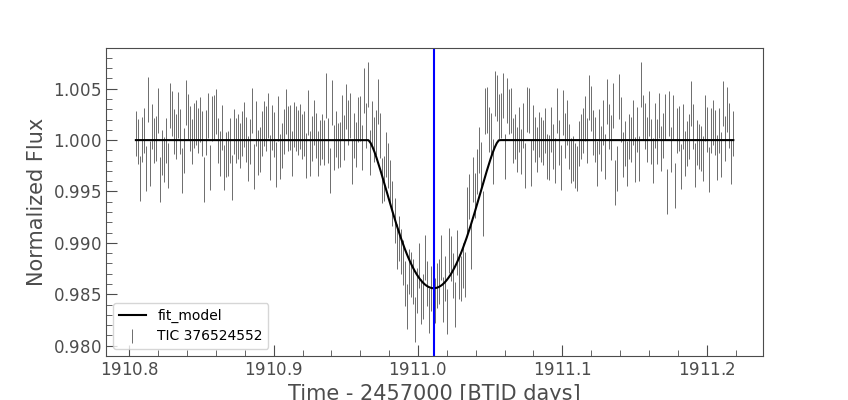 Normalized Flux
1.005
1.000
0.995
0.990
0.985
0.980
fit_model
TIC 376524552
1910.8 1910.9 1911.0 1911.1 1911.2
Time - 2457000 [BTJD days]